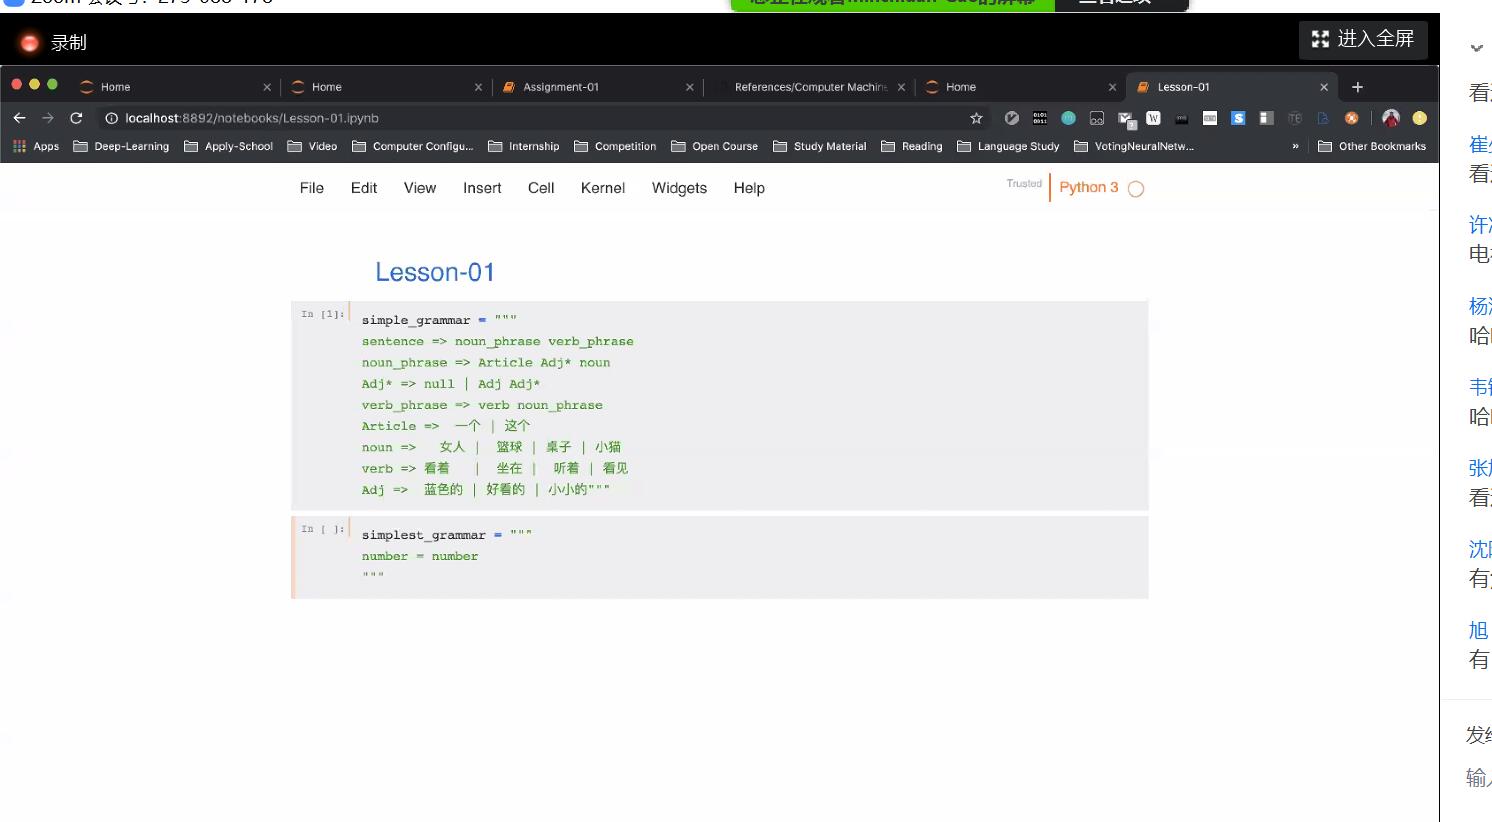 录制
进入全屏
Home Home Assignment-01 References/Computer Machin Home Lesson-01
localhost:8892/notebooks/Lesson-01.ipynb
Apps Deep-Learning Apply-School Video Computer Configu... Internship Competition Open Course Study Material Reading Language Study VotingNeuralNetw... » Other Bookmarks
File Edit View Insert Cell Kernel Widgets Help Trusted Python 3
Lesson-01
In [1]: simple_grammar = """
sentence => noun_phrase verb_phrase
noun_phrase => Article Adj* noun
Adj* => null | Adj Adj*
verb_phrase => verb noun_phrase
Article => 一个 | 这个
noun => 女人 | 篮球 | 桌子 | 小猫
verb => 看着 | 坐在 | 听着 | 看见
Adj => 蓝色的 | 好看的 | 小小的"""
In [ ]: simplest_grammar = """
number = number
"""
看
崔
看
许
电
杨
哈
韦
哈
张
看
沈
有
旭
有
发
输